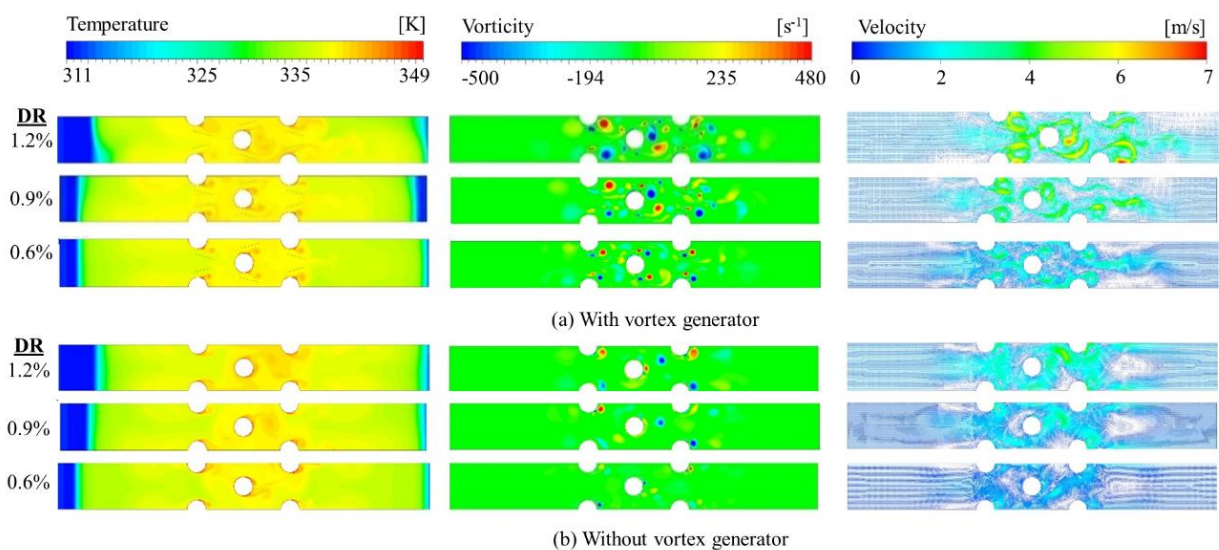 Temperature [K] Vorticity [s⁻¹] Velocity [m/s]
311 325 335 349 -500 -194 235 480 0 2 4 6 7
DR
1.2%
0.9%
0.6%
(a) With vortex generator
DR
1.2%
0.9%
0.6%
(b) Without vortex generator